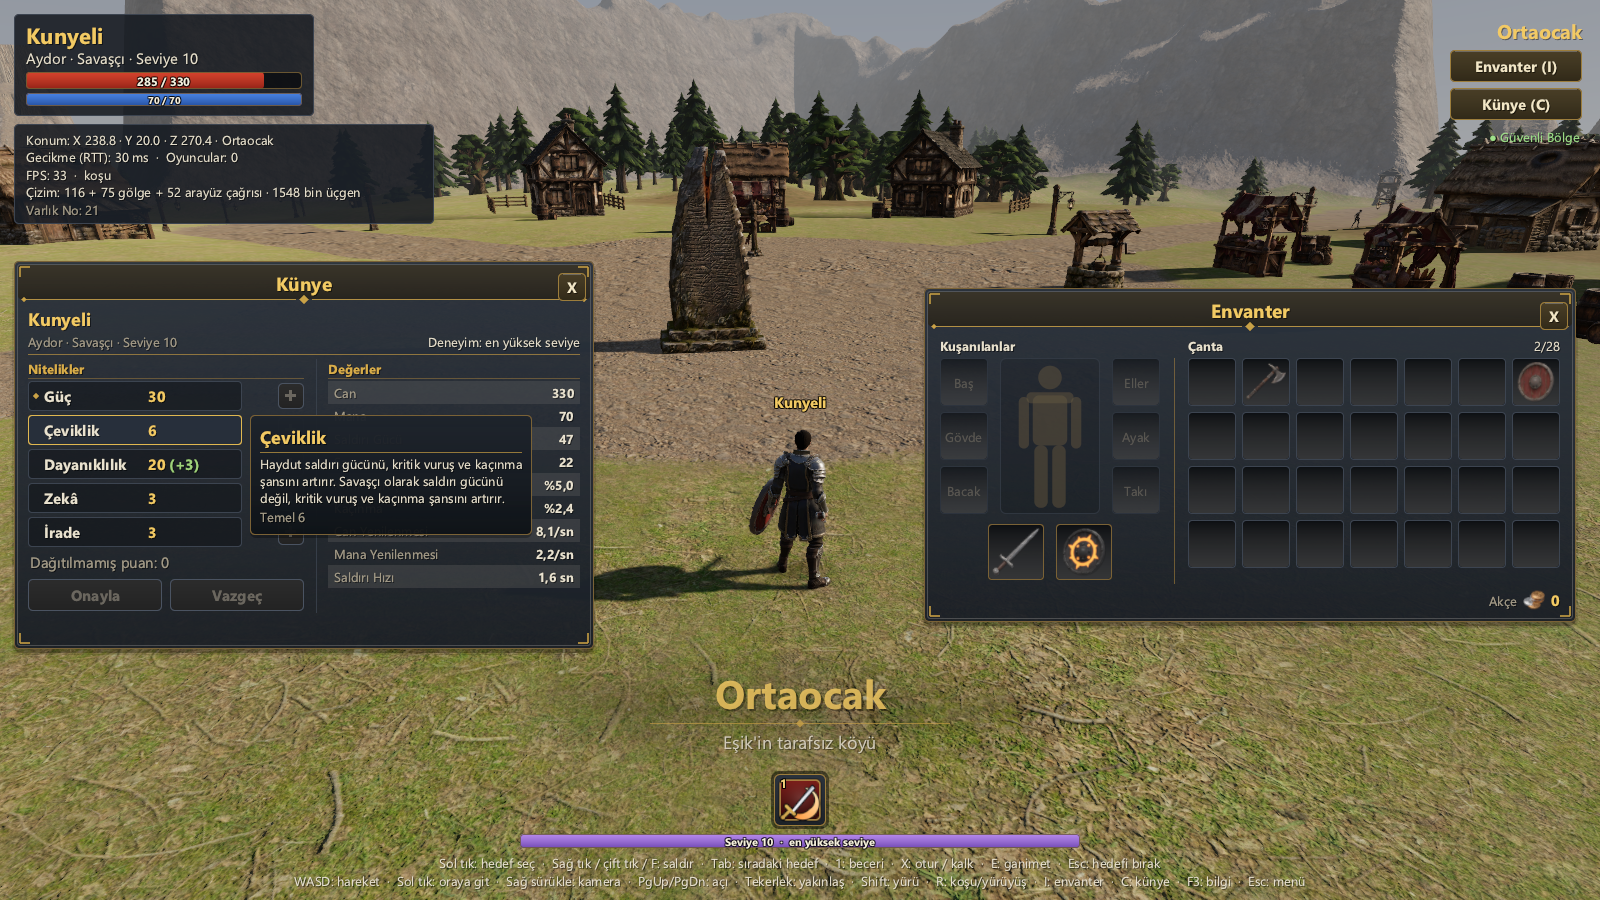 Kunyeli
Aydor · Savaşçı · Seviye 10
285 / 330
70 / 70
Konum: X 238.8 · Y 20.0 · Z 270.4 · Ortaocak
Gecikme (RTT): 30 ms · Oyuncular: 0
FPS: 33 · koşu
Çizim: 116 + 75 gölge + 52 arayüz çağrısı · 1548 bin üçgen
Varlık No: 21
Ortaocak
Envanter (I)
Künye (C)
Güvenli Bölge
Künye
X
Kunyeli
Aydor · Savaşçı · Seviye 10
Deneyim: en yüksek seviye
Nitelikler
Güç 30
Çeviklik 6
Dayanıklılık 20 (+3)
Zekâ 3
İrade 3
Dağıtılmamış puan: 0
Onayla
Vazgeç
Değerler
Can 330
Mana 70
47
22
%5,0
%2,4
8,1/sn
Mana Yenilenmesi 2,2/sn
Saldırı Hızı 1,6 sn
Çeviklik
Haydut saldırı gücünü, kritik vuruş ve kaçınma
şansını artırır. Savaşçı olarak saldırı gücünü
değil, kritik vuruş ve kaçınma şansını artırır.
Temel 6
Kunyeli
Envanter
X
Kuşanılanlar
Baş
Eller
Gövde
Ayak
Bacak
Takı
Çanta
2/28
Akçe 0
Ortaocak
Eşik'in tarafsız köyü
1
Seviye 10 · en yüksek seviye
Sol tık: hedef seç · Sağ tık / çift tık / F: saldır · Tab: sıradaki hedef · 1: beceri · X: otur / kalk · E: ganimet · Esc: hedefi bırak
WASD: hareket · Sol tık: oraya git · Sağ sürükle: kamera · PgUp/PgDn: açı · Tekerlek: yakınlaş · Shift: yürü · R: koşu/yürüyüş · I: envanter · C: künye · F3: bilgi · Esc: menü